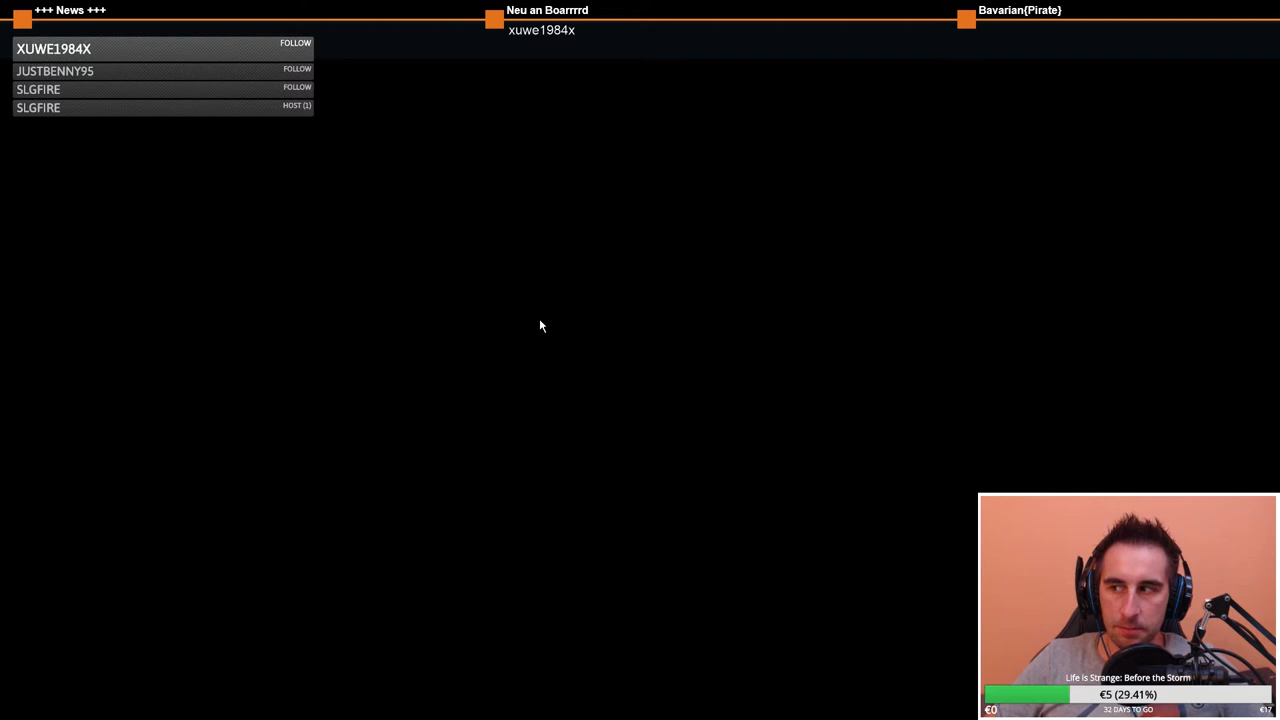 +++ News +++
Neu an Boarrrrd
Bavarian{Pirate}
xuwe1984x
XUWE1984X FOLLOW
JUSTBENNY95 FOLLOW
SLGFIRE FOLLOW
SLGFIRE HOST (1)
Life is Strange: Before the Storm
€5 (29.41%)
€0 32 DAYS TO GO €17